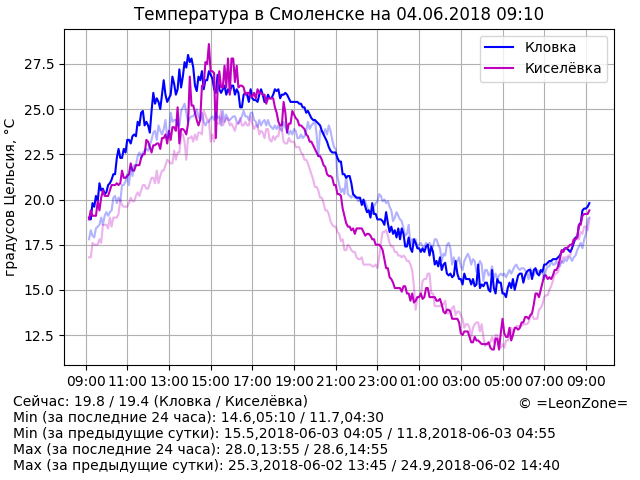 Температура в Смоленске на 04.06.2018 09:10
Кловка
Киселёвка
градусов Цельсия, °C
27.5
25.0
22.5
20.0
17.5
15.0
12.5
09:00 11:00 13:00 15:00 17:00 19:00 21:00 23:00 01:00 03:00 05:00 07:00 09:00
Сейчас: 19.8 / 19.4 (Кловка / Киселёвка)
© =LeonZone=
Min (за последние 24 часа): 14.6,05:10 / 11.7,04:30
Min (за предыдущие сутки): 15.5,2018-06-03 04:05 / 11.8,2018-06-03 04:55
Max (за последние 24 часа): 28.0,13:55 / 28.6,14:55
Max (за предыдущие сутки): 25.3,2018-06-02 13:45 / 24.9,2018-06-02 14:40